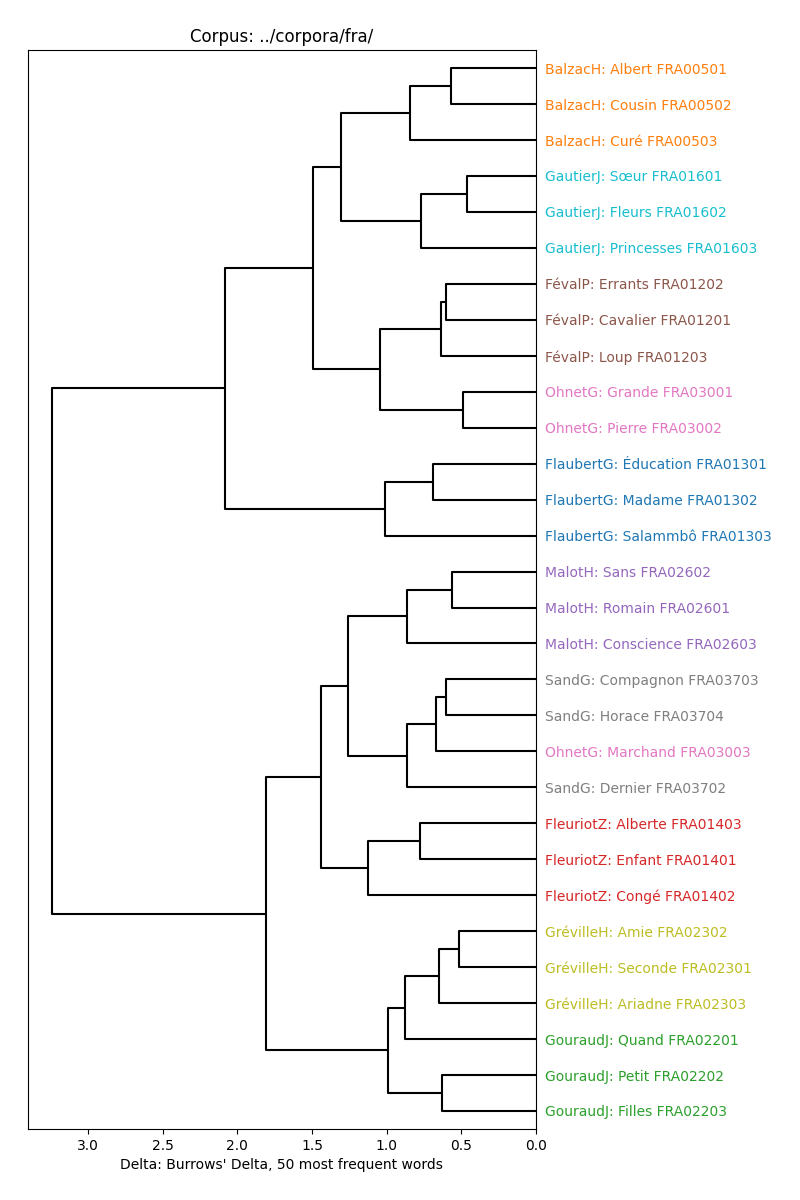 Corpus: ../corpora/fra/
BalzacH: Albert FRA00501
BalzacH: Cousin FRA00502
BalzacH: Curé FRA00503
GautierJ: Sœur FRA01601
GautierJ: Fleurs FRA01602
GautierJ: Princesses FRA01603
FévalP: Errants FRA01202
FévalP: Cavalier FRA01201
FévalP: Loup FRA01203
OhnetG: Grande FRA03001
OhnetG: Pierre FRA03002
FlaubertG: Éducation FRA01301
FlaubertG: Madame FRA01302
FlaubertG: Salammbô FRA01303
MalotH: Sans FRA02602
MalotH: Romain FRA02601
MalotH: Conscience FRA02603
SandG: Compagnon FRA03703
SandG: Horace FRA03704
OhnetG: Marchand FRA03003
SandG: Dernier FRA03702
FleuriotZ: Alberte FRA01403
FleuriotZ: Enfant FRA01401
FleuriotZ: Congé FRA01402
GrévilleH: Amie FRA02302
GrévilleH: Seconde FRA02301
GrévilleH: Ariadne FRA02303
GouraudJ: Quand FRA02201
GouraudJ: Petit FRA02202
GouraudJ: Filles FRA02203
3.0 2.5 2.0 1.5 1.0 0.5 0.0
Delta: Burrows' Delta, 50 most frequent words